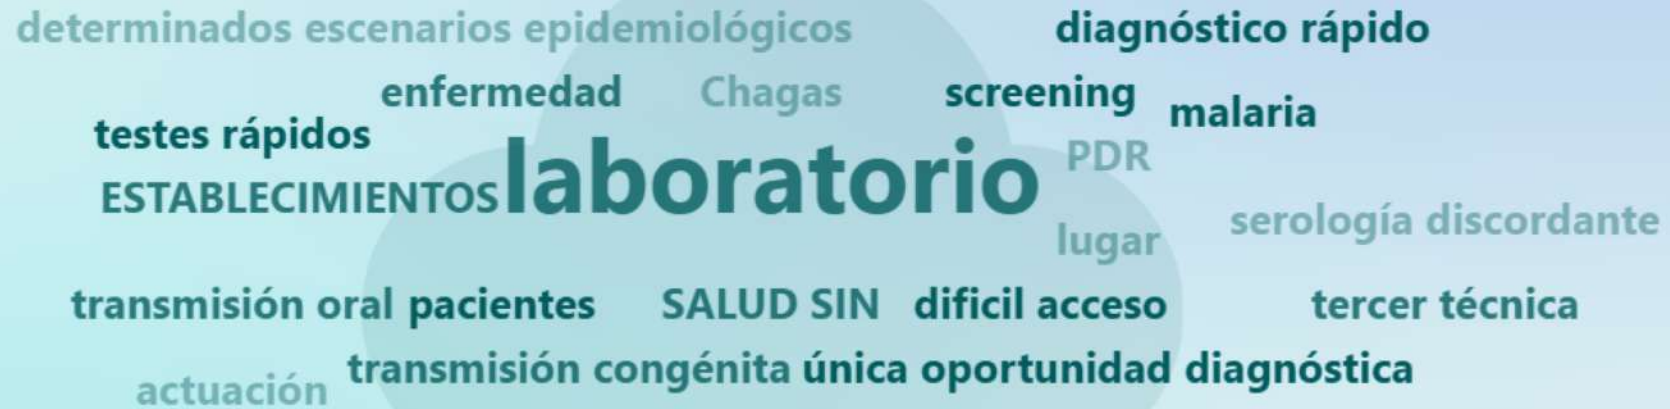 determinados escenarios epidemiológicos diagnóstico rápido
enfermedad Chagas screening malaria
testes rápidos PDR
ESTABLECIMIENTOS laboratorio
lugar serología discordante
transmisión oral pacientes SALUD SIN dificil acceso tercer técnica
transmisión congénita única oportunidad diagnóstica
actuación